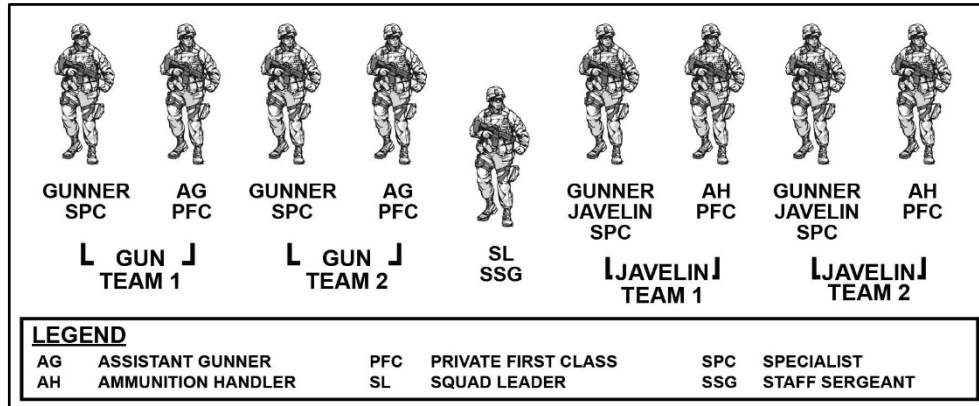 GUNNER
SPC
AG
PFC
GUNNER
SPC
AG
PFC
SL
SSG
GUNNER
JAVELIN
SPC
AH
PFC
GUNNER
JAVELIN
SPC
AH
PFC
GUN
TEAM 1
GUN
TEAM 2
JAVELIN
TEAM 1
JAVELIN
TEAM 2
LEGEND
AG ASSISTANT GUNNER PFC PRIVATE FIRST CLASS SPC SPECIALIST
AH AMMUNITION HANDLER SL SQUAD LEADER SSG STAFF SERGEANT